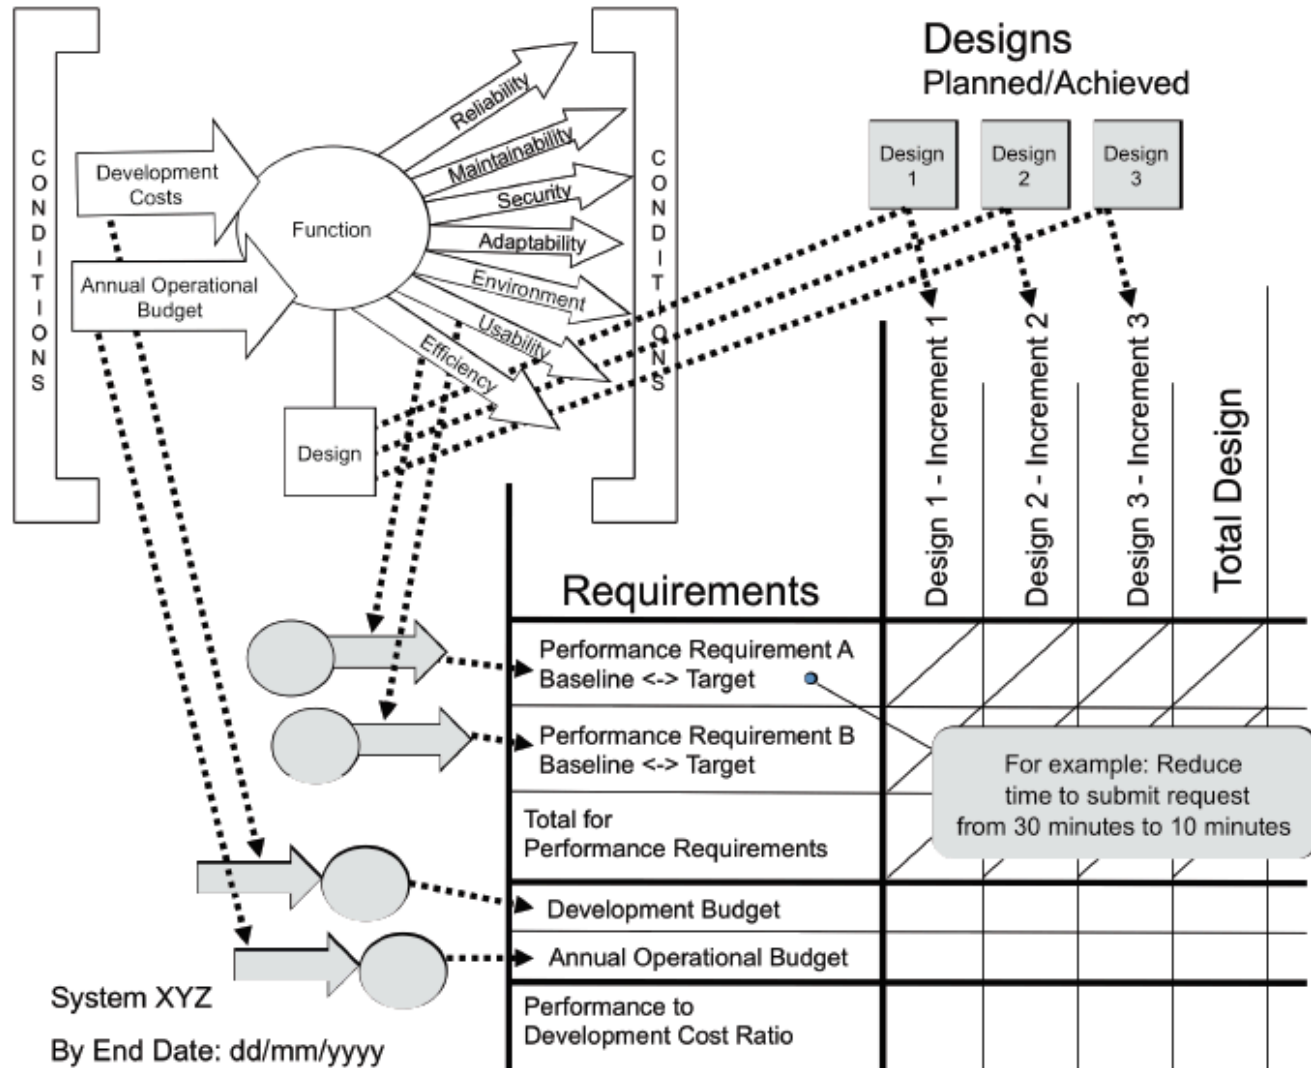 CONDITIONS
Development
Costs
Annual Operational
Budget
Function
Design
Reliability
Maintainability
Security
Adaptability
Environment
Usability
Efficiency
CONDITIONS
Designs
Planned/Achieved
Design
1
Design
2
Design
3
Design 1 - Increment 1
Design 2 - Increment 2
Design 3 - Increment 3
Total Design
Requirements
Performance Requirement A
Baseline <-> Target
Performance Requirement B
Baseline <-> Target
For example: Reduce
time to submit request
from 30 minutes to 10 minutes
Total for
Performance Requirements
Development Budget
Annual Operational Budget
Performance to
Development Cost Ratio
System XYZ
By End Date: dd/mm/yyyy